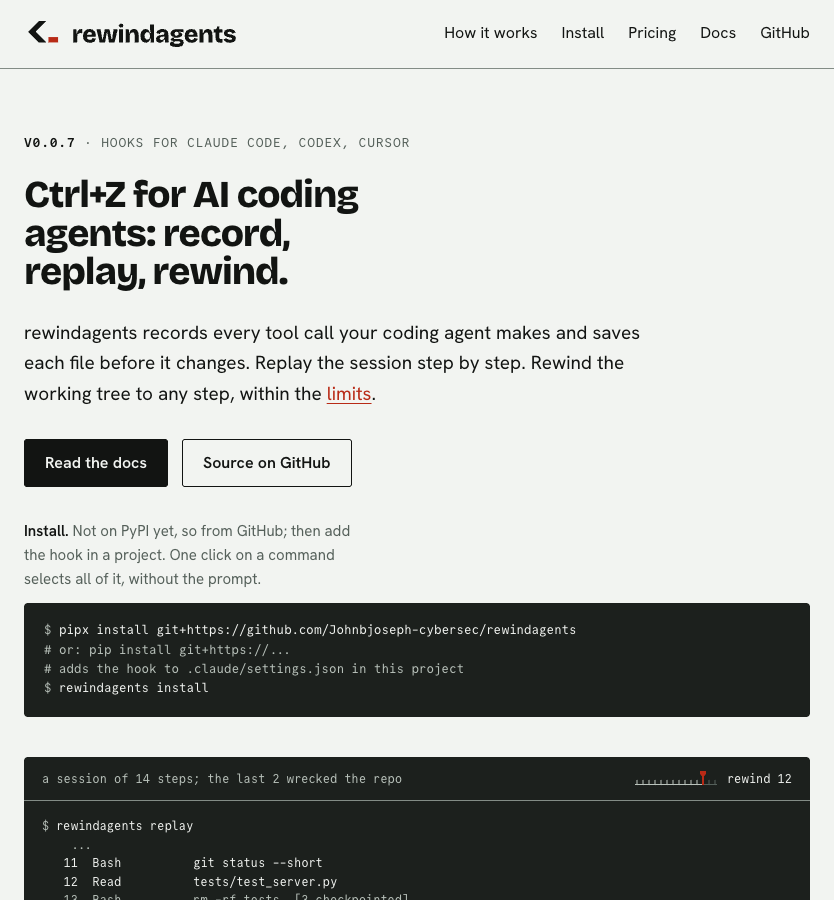 rewindagents
How it works Install Pricing Docs GitHub
V0.0.7 · HOOKS FOR CLAUDE CODE, CODEX, CURSOR
Ctrl+Z for AI coding
agents: record,
replay, rewind.
rewindagents records every tool call your coding agent makes and saves
each file before it changes. Replay the session step by step. Rewind the
working tree to any step, within the limits.
Read the docs Source on GitHub
Install. Not on PyPI yet, so from GitHub; then add
the hook in a project. One click on a command
selects all of it, without the prompt.
$ pipx install git+https://github.com/Johnbjoseph-cybersec/rewindagents
# or: pip install git+https://...
# adds the hook to .claude/settings.json in this project
$ rewindagents install
a session of 14 steps; the last 2 wrecked the repo rewind 12
$ rewindagents replay
...
11 Bash git status --short
12 Read tests/test_server.py
13 Bash rm -rf tests [3 checkpointed]